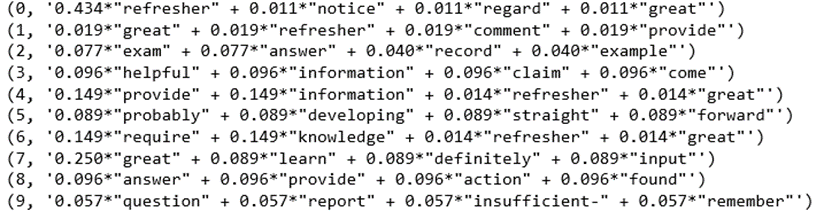 (0, '0.434*"refresher" + 0.011*"notice" + 0.011*"regard" + 0.011*"great"')
(1, '0.019*"great" + 0.019*"refresher" + 0.019*"comment" + 0.019*"provide"')
(2, '0.077*"exam" + 0.077*"answer" + 0.040*"record" + 0.040*"example"')
(3, '0.096*"helpful" + 0.096*"information" + 0.096*"claim" + 0.096*"come"')
(4, '0.149*"provide" + 0.149*"information" + 0.014*"refresher" + 0.014*"great"')
(5, '0.089*"probably" + 0.089*"developing" + 0.089*"straight" + 0.089*"forward"')
(6, '0.149*"require" + 0.149*"knowledge" + 0.014*"refresher" + 0.014*"great"')
(7, '0.250*"great" + 0.089*"learn" + 0.089*"definitely" + 0.089*"input"')
(8, '0.096*"answer" + 0.096*"provide" + 0.096*"action" + 0.096*"found"')
(9, '0.057*"question" + 0.057*"report" + 0.057*"insufficient-" + 0.057*"remember"')